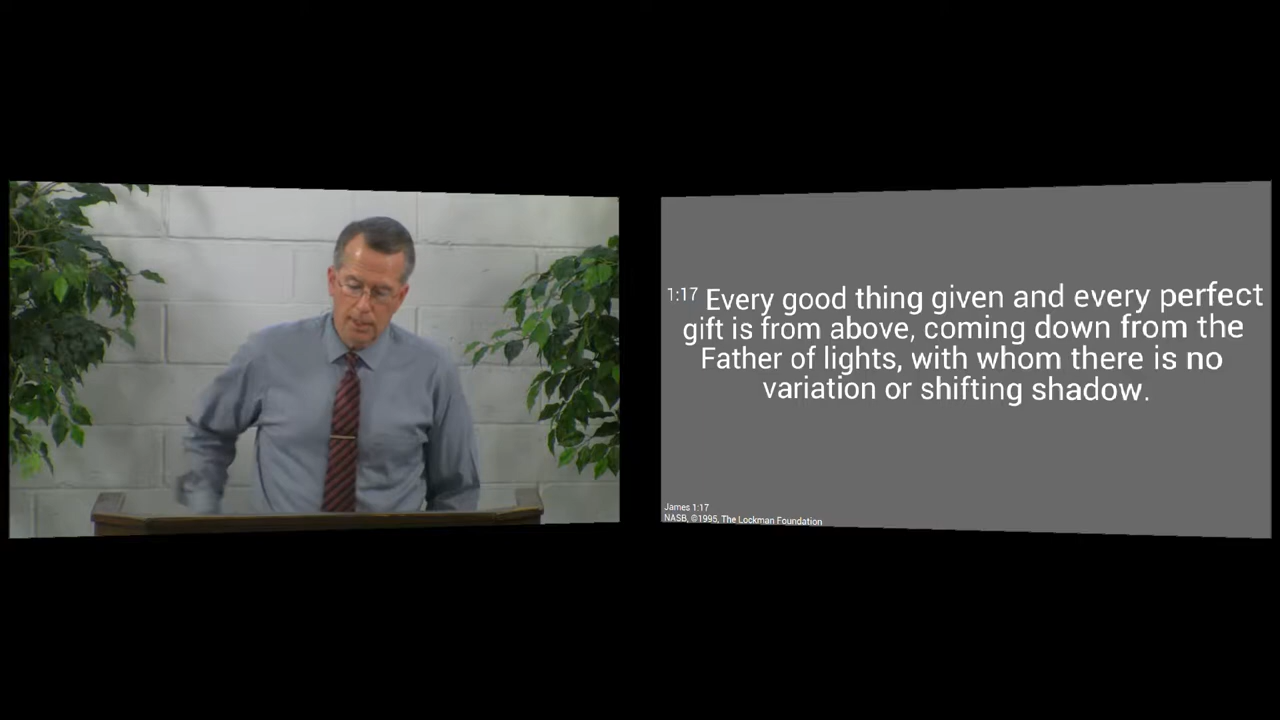 1:17 Every good thing given and every perfect
gift is from above, coming down from the
Father of lights, with whom there is no
variation or shifting shadow.
James 1:17
NASB, ©1995, The Lockman Foundation